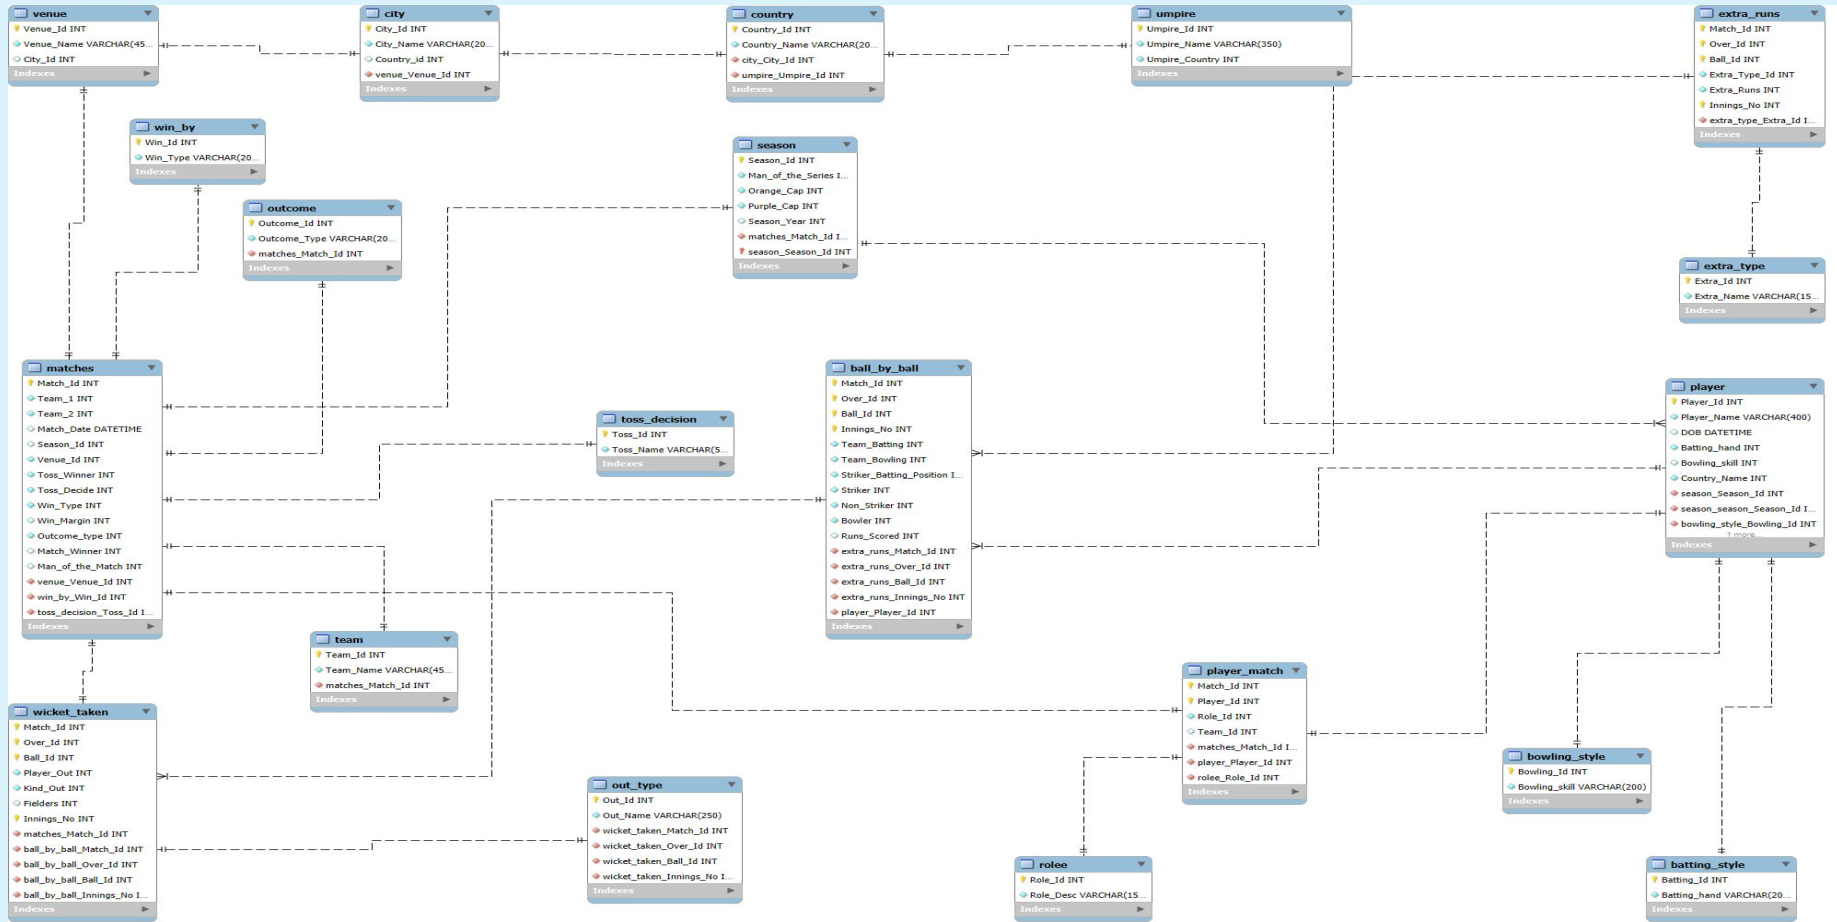 venue
Venue_Id INT
Venue_Name VARCHAR(45...
City_Id INT
Indexes
city
City_Id INT
City_Name VARCHAR(20...
Country_id INT
venue_Venue_Id INT
Indexes
country
Country_Id INT
Country_Name VARCHAR(20...
city_City_Id INT
umpire_Umpire_Id INT
Indexes
umpire
Umpire_Id INT
Umpire_Name VARCHAR(350)
Umpire_Country INT
Indexes
extra_runs
Match_Id INT
Over_Id INT
Ball_Id INT
Extra_Type_Id INT
Extra_Runs INT
Innings_No INT
extra_type_Extra_Id I...
Indexes
win_by
Win_Id INT
Win_Type VARCHAR(20...
Indexes
outcome
Outcome_Id INT
Outcome_Type VARCHAR(20...
matches_Match_Id INT
Indexes
season
Season_Id INT
Man_of_the_Series I...
Orange_Cap INT
Purple_Cap INT
Season_Year INT
matches_Match_Id I...
season_Season_Id INT
Indexes
extra_type
Extra_Id INT
Extra_Name VARCHAR(15...
Indexes
matches
Match_Id INT
Team_1 INT
Team_2 INT
Match_Date DATETIME
Season_Id INT
Venue_Id INT
Toss_Winner INT
Toss_Decide INT
Win_Type INT
Win_Margin INT
Outcome_type INT
Match_Winner INT
Man_of_the_Match INT
venue_Venue_Id INT
win_by_Win_Id INT
toss_decision_Toss_Id I...
Indexes
toss_decision
Toss_Id INT
Toss_Name VARCHAR(5...
Indexes
ball_by_ball
Match_Id INT
Over_Id INT
Ball_Id INT
Innings_No INT
Team_Batting INT
Team_Bowling INT
Striker_Batting_Position I...
Striker INT
Non_Striker INT
Bowler INT
Runs_Scored INT
extra_runs_Match_Id INT
extra_runs_Over_Id INT
extra_runs_Ball_Id INT
extra_runs_Innings_No INT
player_Player_Id INT
Indexes
player
Player_Id INT
Player_Name VARCHAR(400)
DOB DATETIME
Batting_hand INT
Bowling_skill INT
Country_Name INT
season_Season_Id INT
season_season_Season_Id I...
bowling_style_Bowling_Id INT
1 more...
Indexes
team
Team_Id INT
Team_Name VARCHAR(45...
matches_Match_Id INT
Indexes
player_match
Match_Id INT
Player_Id INT
Role_Id INT
Team_Id INT
matches_Match_Id I...
player_Player_Id INT
rolee_Role_Id INT
Indexes
wicket_taken
Match_Id INT
Over_Id INT
Ball_Id INT
Player_Out INT
Kind_Out INT
Fielders INT
Innings_No INT
matches_Match_Id INT
ball_by_ball_Match_Id INT
ball_by_ball_Over_Id INT
ball_by_ball_Ball_Id INT
ball_by_ball_Innings_No I...
Indexes
out_type
Out_Id INT
Out_Name VARCHAR(250)
wicket_taken_Match_Id INT
wicket_taken_Over_Id INT
wicket_taken_Ball_Id INT
wicket_taken_Innings_No I...
Indexes
bowling_style
Bowling_Id INT
Bowling_skill VARCHAR(200)
Indexes
rolee
Role_Id INT
Role_Desc VARCHAR(15...
Indexes
batting_style
Batting_Id INT
Batting_hand VARCHAR(20...
Indexes